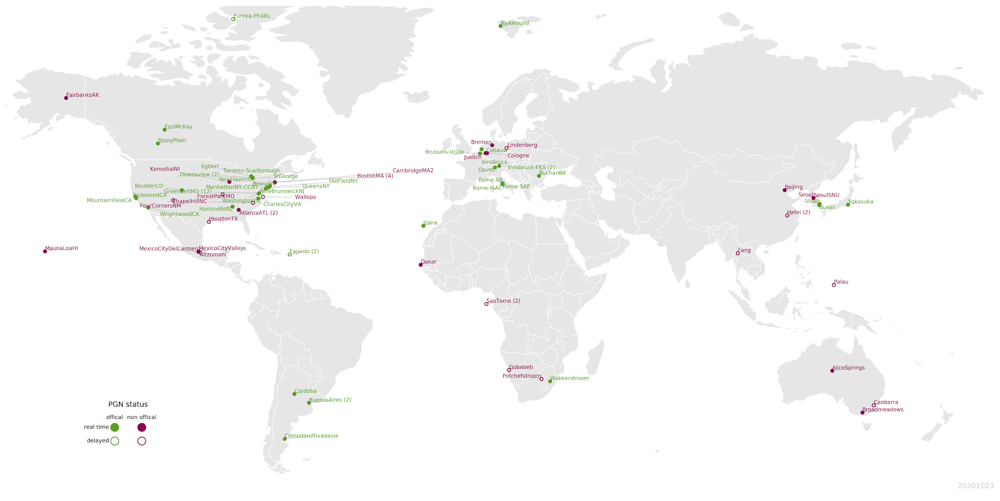 Eureka-PEARL
NyAlesund
FairbanksAK
FortMcKay
StonyPlain
Bremen
Lindenberg
Cabauw
Brussels-Uccle
Juelich
Cologne
Innsbruck
Innsbruck-FKS (2)
Davos
Bucharest
Rome-IIA
Rome-SAP
Rome-ISAC
Egbert
KenoshaWI
Toronto-Scarborough
CambridgeMA2
Downsview (2)
StGeorge
BostonMA (4)
NewHavenCT
OldFieldNY
BronxNY
BoulderCO
ManhattanNY-CCNY
QueensNY
GreenbeltMD (12)
NewBrunswickNJ
RichmondCA
ForestParkMO
Wallops
MountainViewCA
ChapelHillNC
WashingtonDC
FourCornersNM
CharlesCityVA
HuntsvilleAL
WrightwoodCA
AtlantaATL (2)
HoustonTX
Beijing
Seoul
SeoulSNU
Ulsan
Busan
Yokosuka
Hefei (2)
Izana
MaunaLoaHI
MexicoCityDelCarmen
MexicoCityVallejo
Altzomoni
Fajardo (2)
Fang
Dakar
Palau
SaoTome (2)
Gobabeb
Potchefstroom
Wakkerstroom
AliceSprings
Cordoba
BuenosAires (2)
Canberra
Broadmeadows
ComodoroRivadavia
PGN status
offical non offical
real time
delayed
20201023